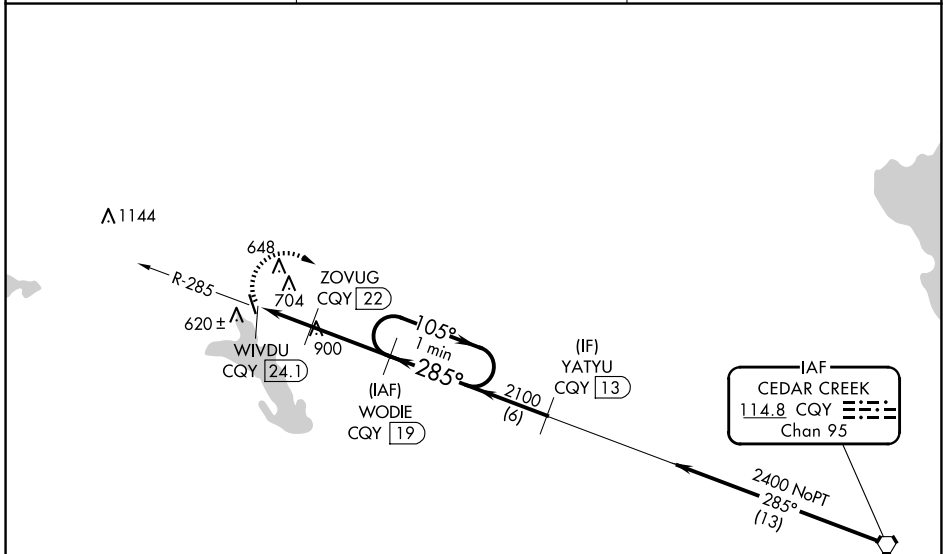 1144
648
R-285
704
620 ±
ZOVUG
CQY 22
900
WIVDU
CQY 24.1
105°
1 min
285°
(IAF)
WODIE
CQY 19
2100
(6)
(IF)
YATYU
CQY 13
IAF
CEDAR CREEK
114.8 CQY
Chan 95
2400 NoPT
285°
(13)